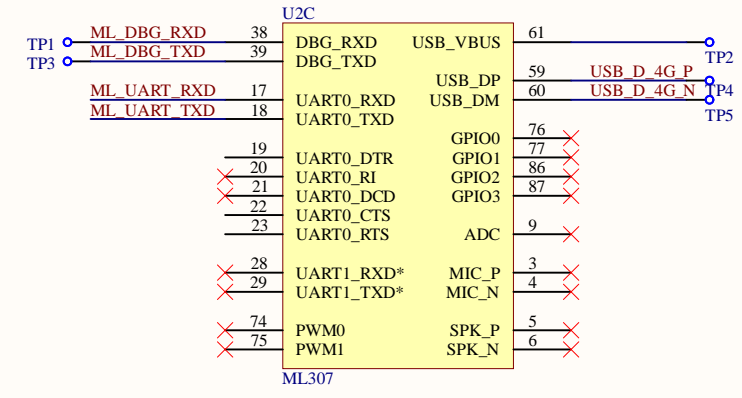 U2C
TP1 ML_DBG_RXD 38 DBG_RXD USB_VBUS 61 TP2
TP3 ML_DBG_TXD 39 DBG_TXD
USB_DP 59 USB_D_4G_P TP4
ML_UART_RXD 17 UART0_RXD USB_DM 60 USB_D_4G_N TP5
ML_UART_TXD 18 UART0_TXD
GPIO0 76
19 UART0_DTR GPIO1 77
20 UART0_RI GPIO2 86
21 UART0_DCD GPIO3 87
22 UART0_CTS
23 UART0_RTS ADC 9
28 UART1_RXD* MIC_P 3
29 UART1_TXD* MIC_N 4
74 PWM0 SPK_P 5
75 PWM1 SPK_N 6
ML307